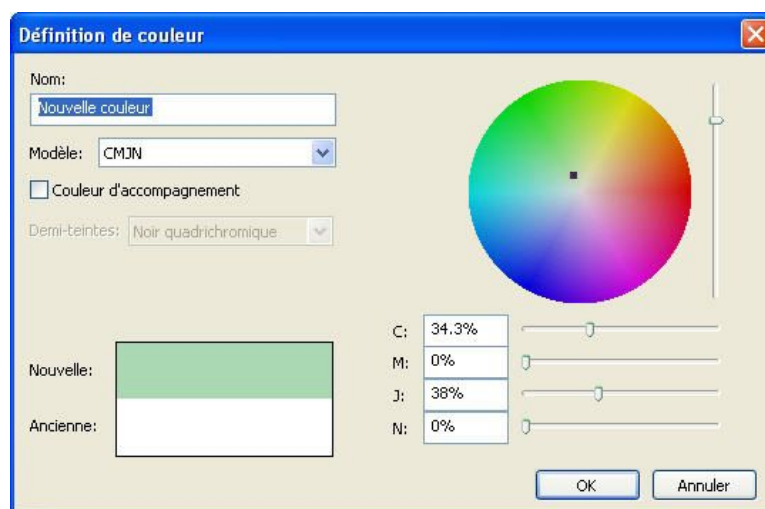 Définition de couleur
Nom:
Nouvelle couleur
Modèle: CMJN
Couleur d'accompagnement
Demi-teintes: Noir quadrichromique
C: 34.3%
M: 0%
J: 38%
N: 0%
Nouvelle:
Ancienne:
OK Annuler